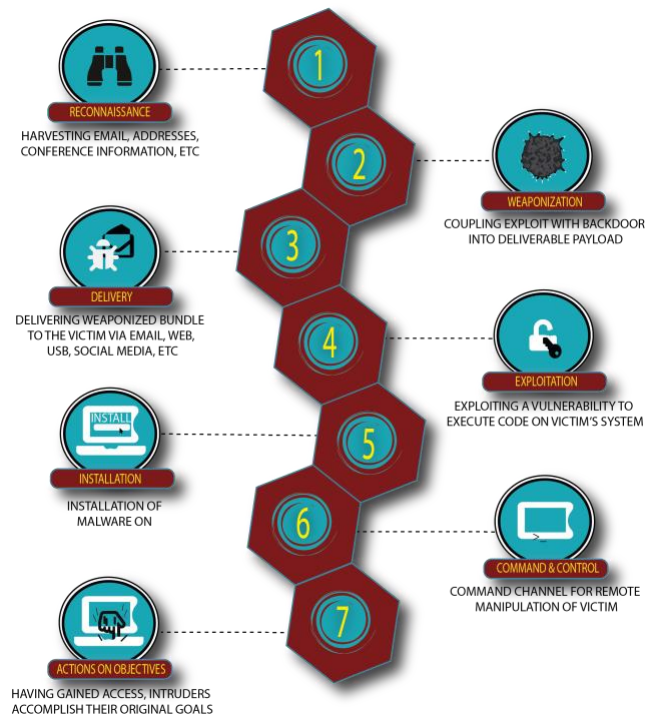 1
RECONNAISSANCE
HARVESTING EMAIL, ADDRESSES,
CONFERENCE INFORMATION, ETC
2
WEAPONIZATION
COUPLING EXPLOIT WITH BACKDOOR
INTO DELIVERABLE PAYLOAD
3
DELIVERY
DELIVERING WEAPONIZED BUNDLE
TO THE VICTIM VIA EMAIL, WEB,
USB, SOCIAL MEDIA, ETC
4
EXPLOITATION
EXPLOITING A VULNERABILITY TO
EXECUTE CODE ON VICTIM'S SYSTEM
5
INSTALL
INSTALLATION
INSTALLATION OF
MALWARE ON
6
>_
COMMAND & CONTROL
COMMAND CHANNEL FOR REMOTE
MANIPULATION OF VICTIM
7
ACTIONS ON OBJECTIVES
HAVING GAINED ACCESS, INTRUDERS
ACCOMPLISH THEIR ORIGINAL GOALS